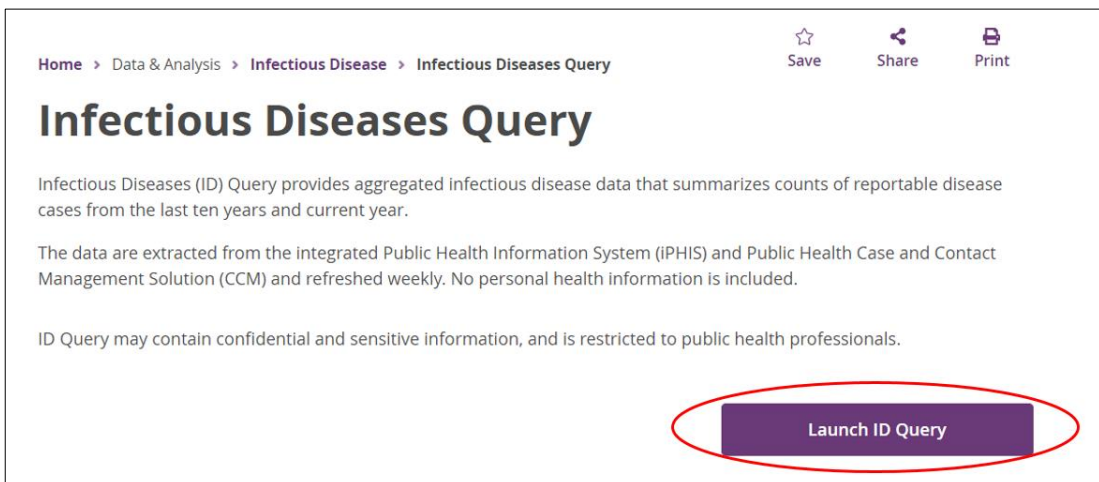 Save Share Print
Home > Data & Analysis > Infectious Disease > Infectious Diseases Query
Infectious Diseases Query
Infectious Diseases (ID) Query provides aggregated infectious disease data that summarizes counts of reportable disease
cases from the last ten years and current year.
The data are extracted from the integrated Public Health Information System (iPHIS) and Public Health Case and Contact
Management Solution (CCM) and refreshed weekly. No personal health information is included.
ID Query may contain confidential and sensitive information, and is restricted to public health professionals.
Launch ID Query